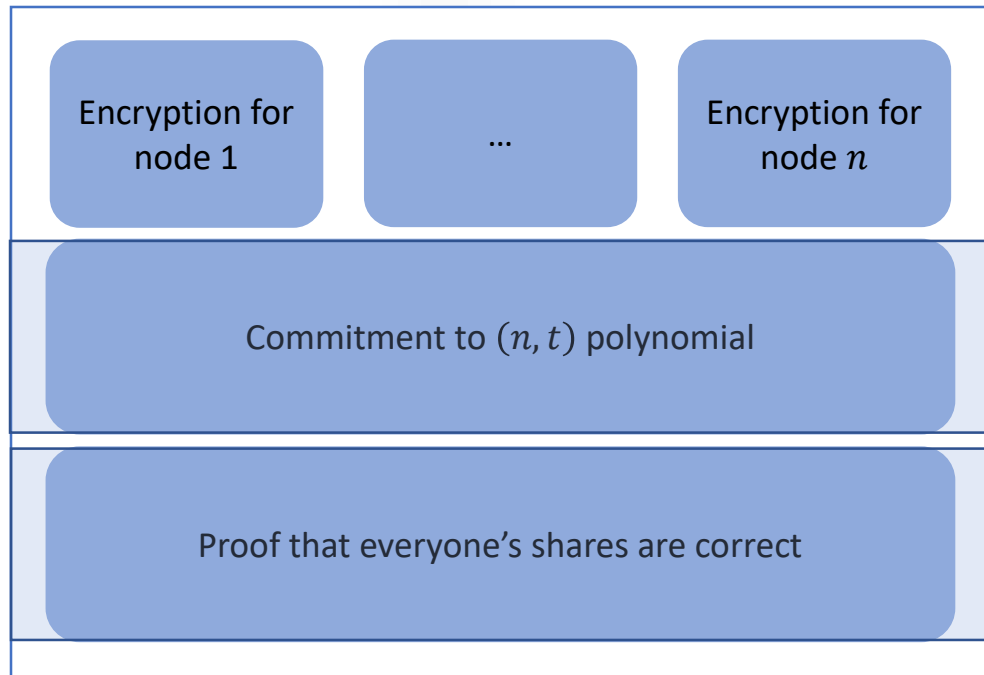 Encryption for
node 1
…
Encryption for
node n
Commitment to (n, t) polynomial
Proof that everyone’s shares are correct